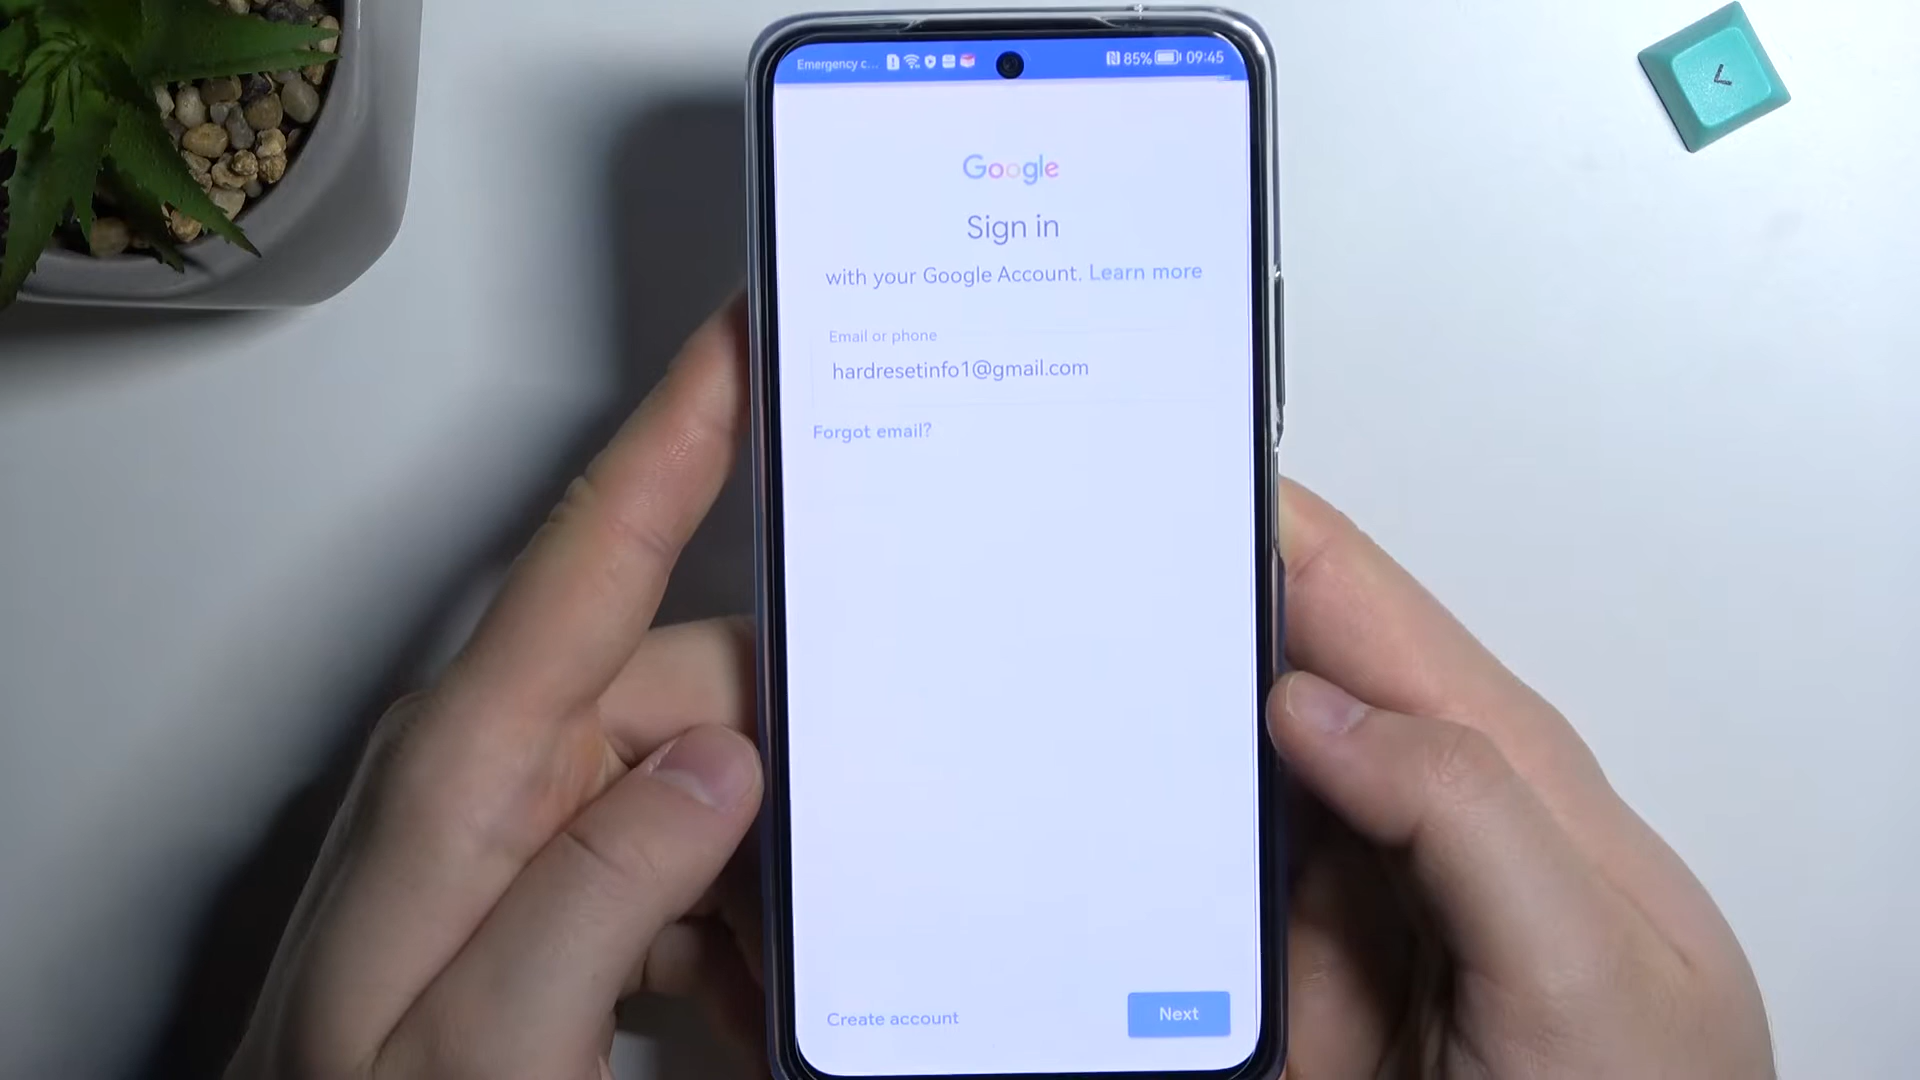 Emergency c... 85% 09:45
Google
Sign in
with your Google Account. Learn more
Email or phone
hardresetinfo1@gmail.com
Forgot email?
Create account
Next
<